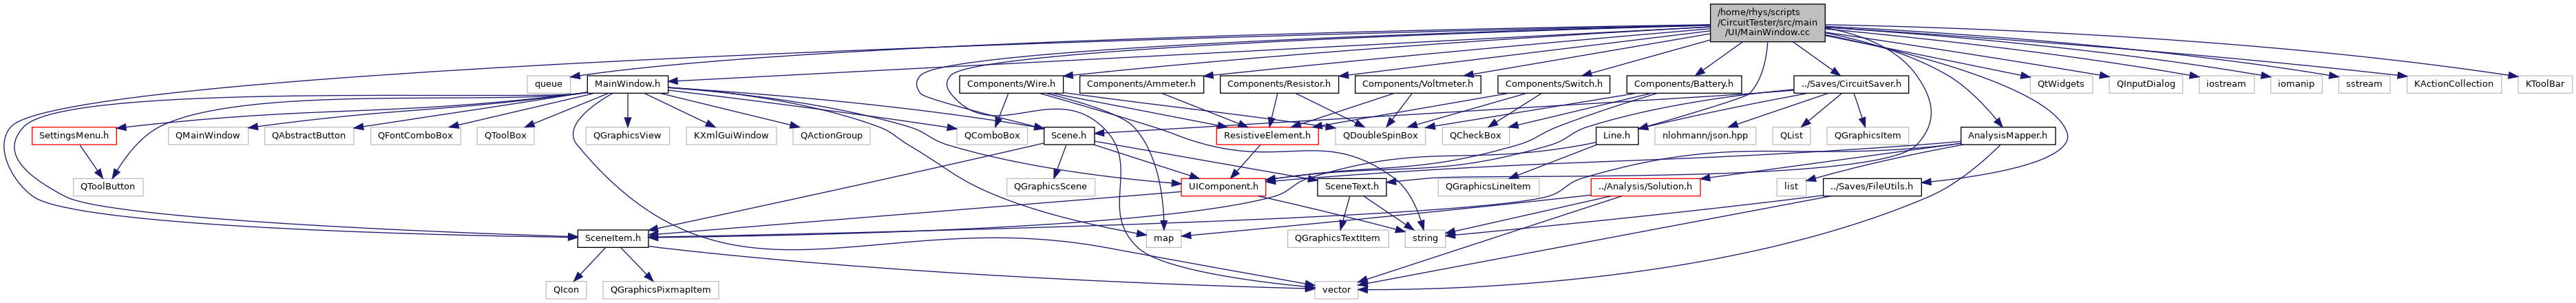 /home/rhys/scripts
/CircuitTester/src/main
/UI/MainWindow.cc
queue
MainWindow.h
Components/Wire.h
Components/Ammeter.h
Components/Resistor.h
Components/Voltmeter.h
Components/Switch.h
Components/Battery.h
../Saves/CircuitSaver.h
QtWidgets
QInputDialog
iostream
iomanip
sstream
KActionCollection
KToolBar
SettingsMenu.h
QMainWindow
QAbstractButton
QFontComboBox
QToolBox
QGraphicsView
KXmlGuiWindow
QActionGroup
QComboBox
Scene.h
ResistiveElement.h
QDoubleSpinBox
QCheckBox
Line.h
nlohmann/json.hpp
QList
QGraphicsItem
AnalysisMapper.h
QToolButton
QGraphicsScene
UIComponent.h
SceneText.h
QGraphicsLineItem
../Analysis/Solution.h
list
../Saves/FileUtils.h
SceneItem.h
map
QGraphicsTextItem
string
QIcon
QGraphicsPixmapItem
vector